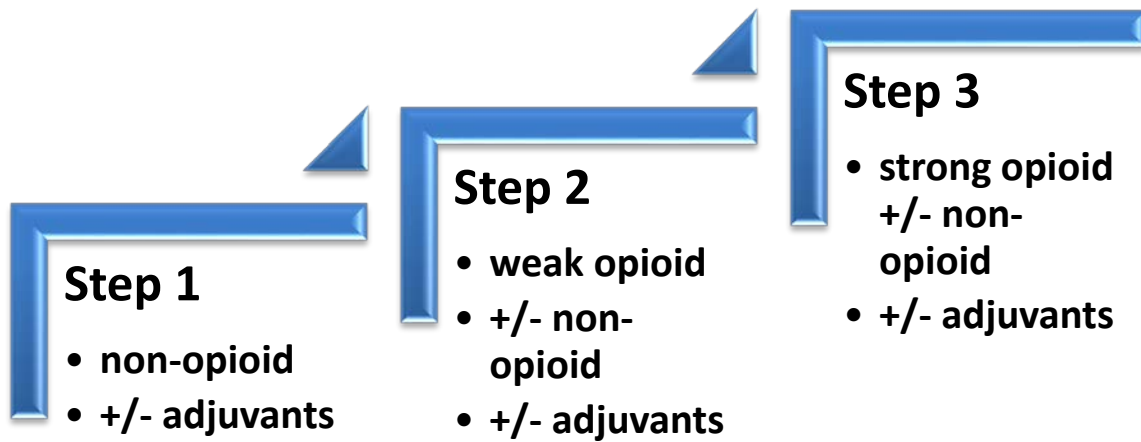 Step 1
• non-opioid
• +/- adjuvants
Step 2
• weak opioid
• +/- non-
opioid
• +/- adjuvants
Step 3
• strong opioid
+/- non-
opioid
• +/- adjuvants